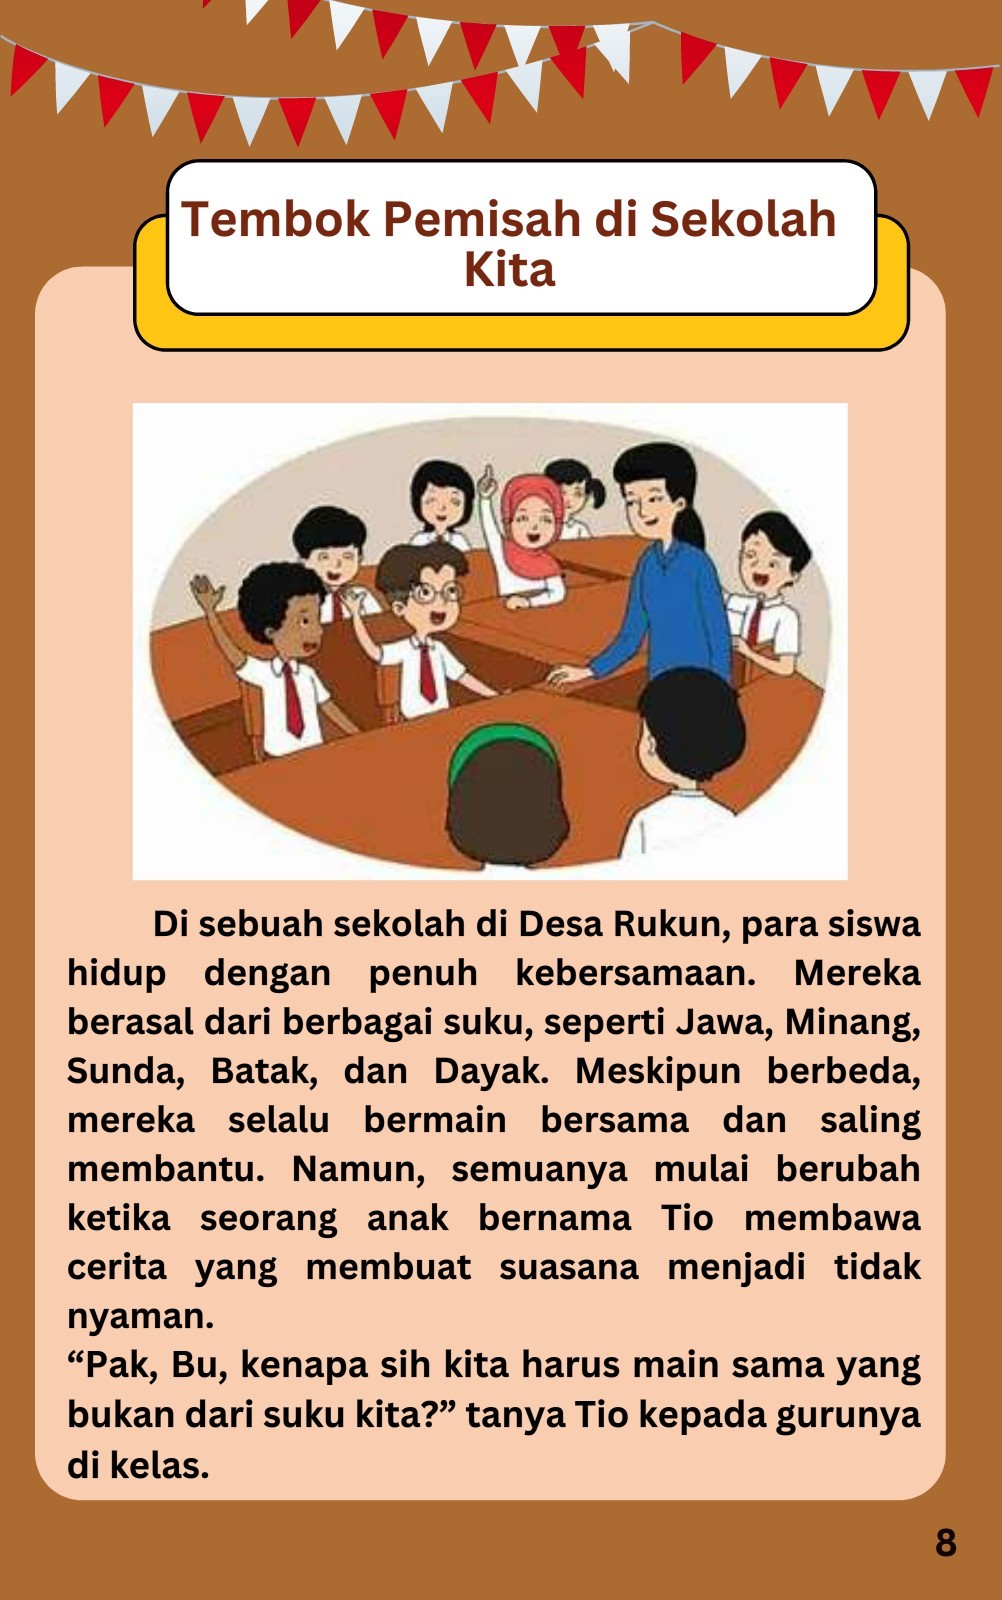 Tembok Pemisah di Sekolah
Kita
Di sebuah sekolah di Desa Rukun, para siswa
hidup dengan penuh kebersamaan. Mereka
berasal dari berbagai suku, seperti Jawa, Minang,
Sunda, Batak, dan Dayak. Meskipun berbeda,
mereka selalu bermain bersama dan saling
membantu. Namun, semuanya mulai berubah
ketika seorang anak bernama Tio membawa
cerita yang membuat suasana menjadi tidak
nyaman.
“Pak, Bu, kenapa sih kita harus main sama yang
bukan dari suku kita?” tanya Tio kepada gurunya
di kelas.
8